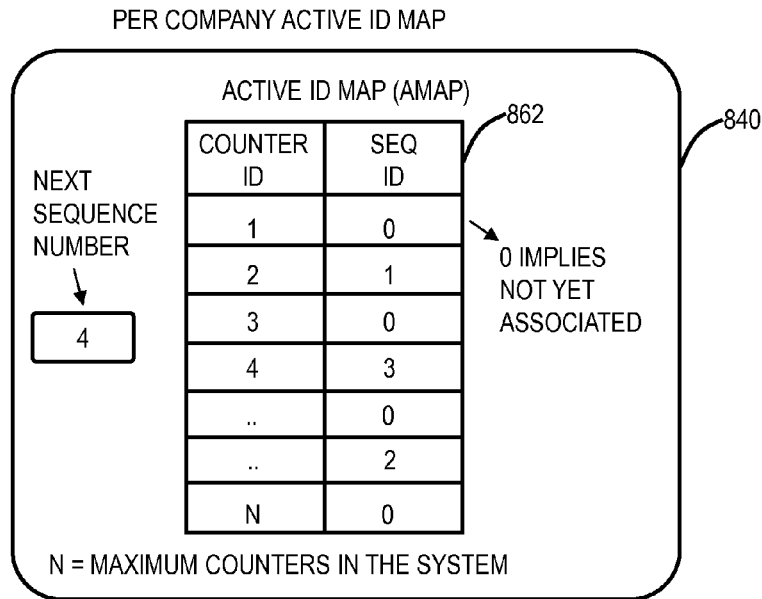 PER COMPANY ACTIVE ID MAP
ACTIVE ID MAP (AMAP)
862
840
COUNTER ID
SEQ ID
NEXT
SEQUENCE
NUMBER
4
1 0
2 1
3 0
4 3
.. 0
.. 2
N 0
0 IMPLIES
NOT YET
ASSOCIATED
N = MAXIMUM COUNTERS IN THE SYSTEM